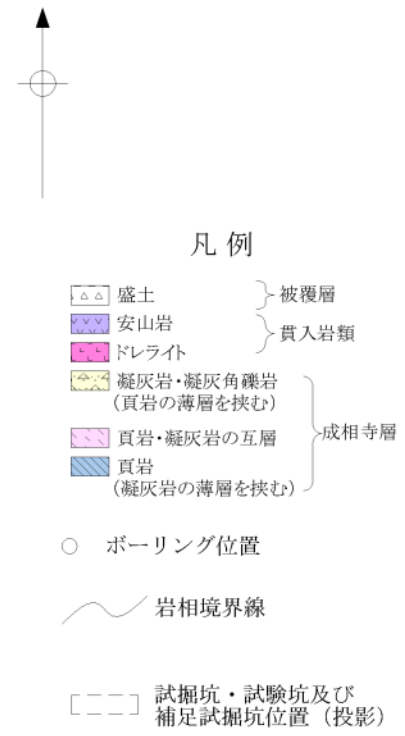 凡 例
盛土
被覆層
安山岩
貫入岩類
ドレライト
凝灰岩・凝灰角礫岩
(頁岩の薄層を挟む)
成相寺層
頁岩・凝灰岩の互層
頁岩
(凝灰岩の薄層を挟む)
ボーリング位置
岩相境界線
試掘坑・試験坑及び
補足試掘坑位置（投影）